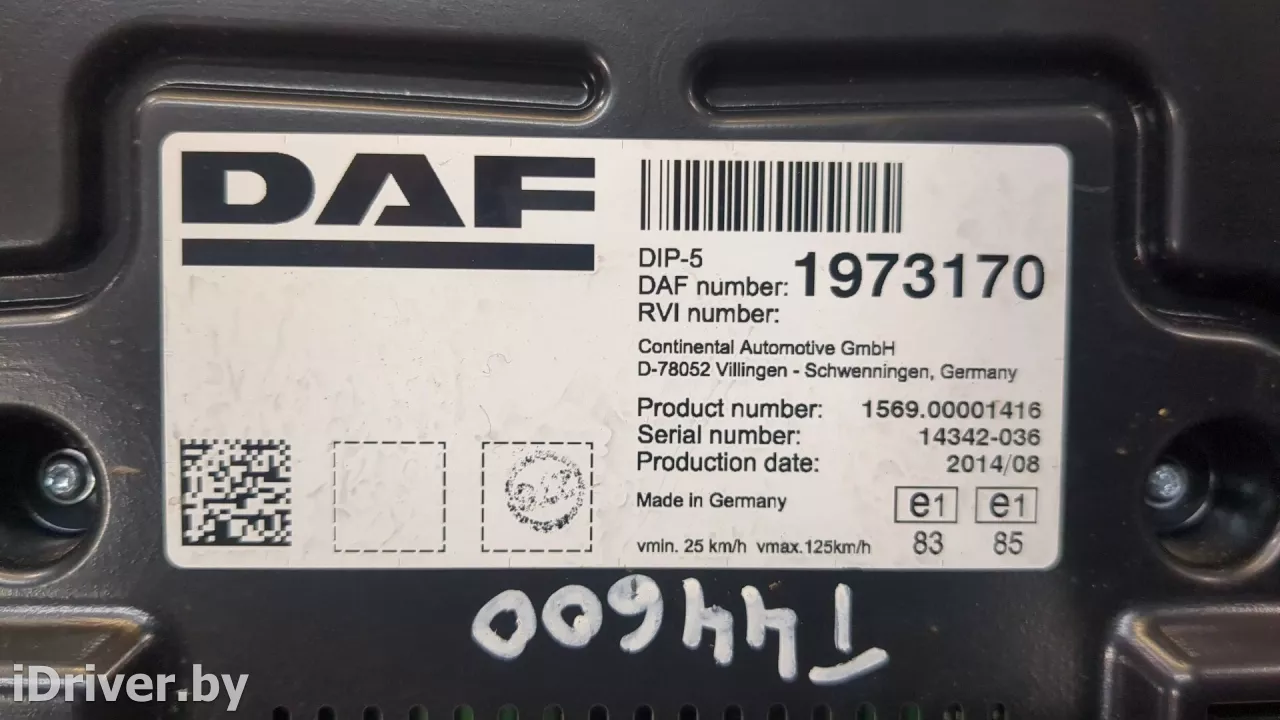 DAF
DIP-5
DAF number: 1973170
RVI number:
Continental Automotive GmbH
D-78052 Villingen - Schwenningen, Germany
Product number: 1569.00001416
Serial number: 14342-036
Production date: 2014/08
Made in Germany e1 e1
vmin. 25 km/h vmax.125km/h 83 85
T44600
iDriver.by